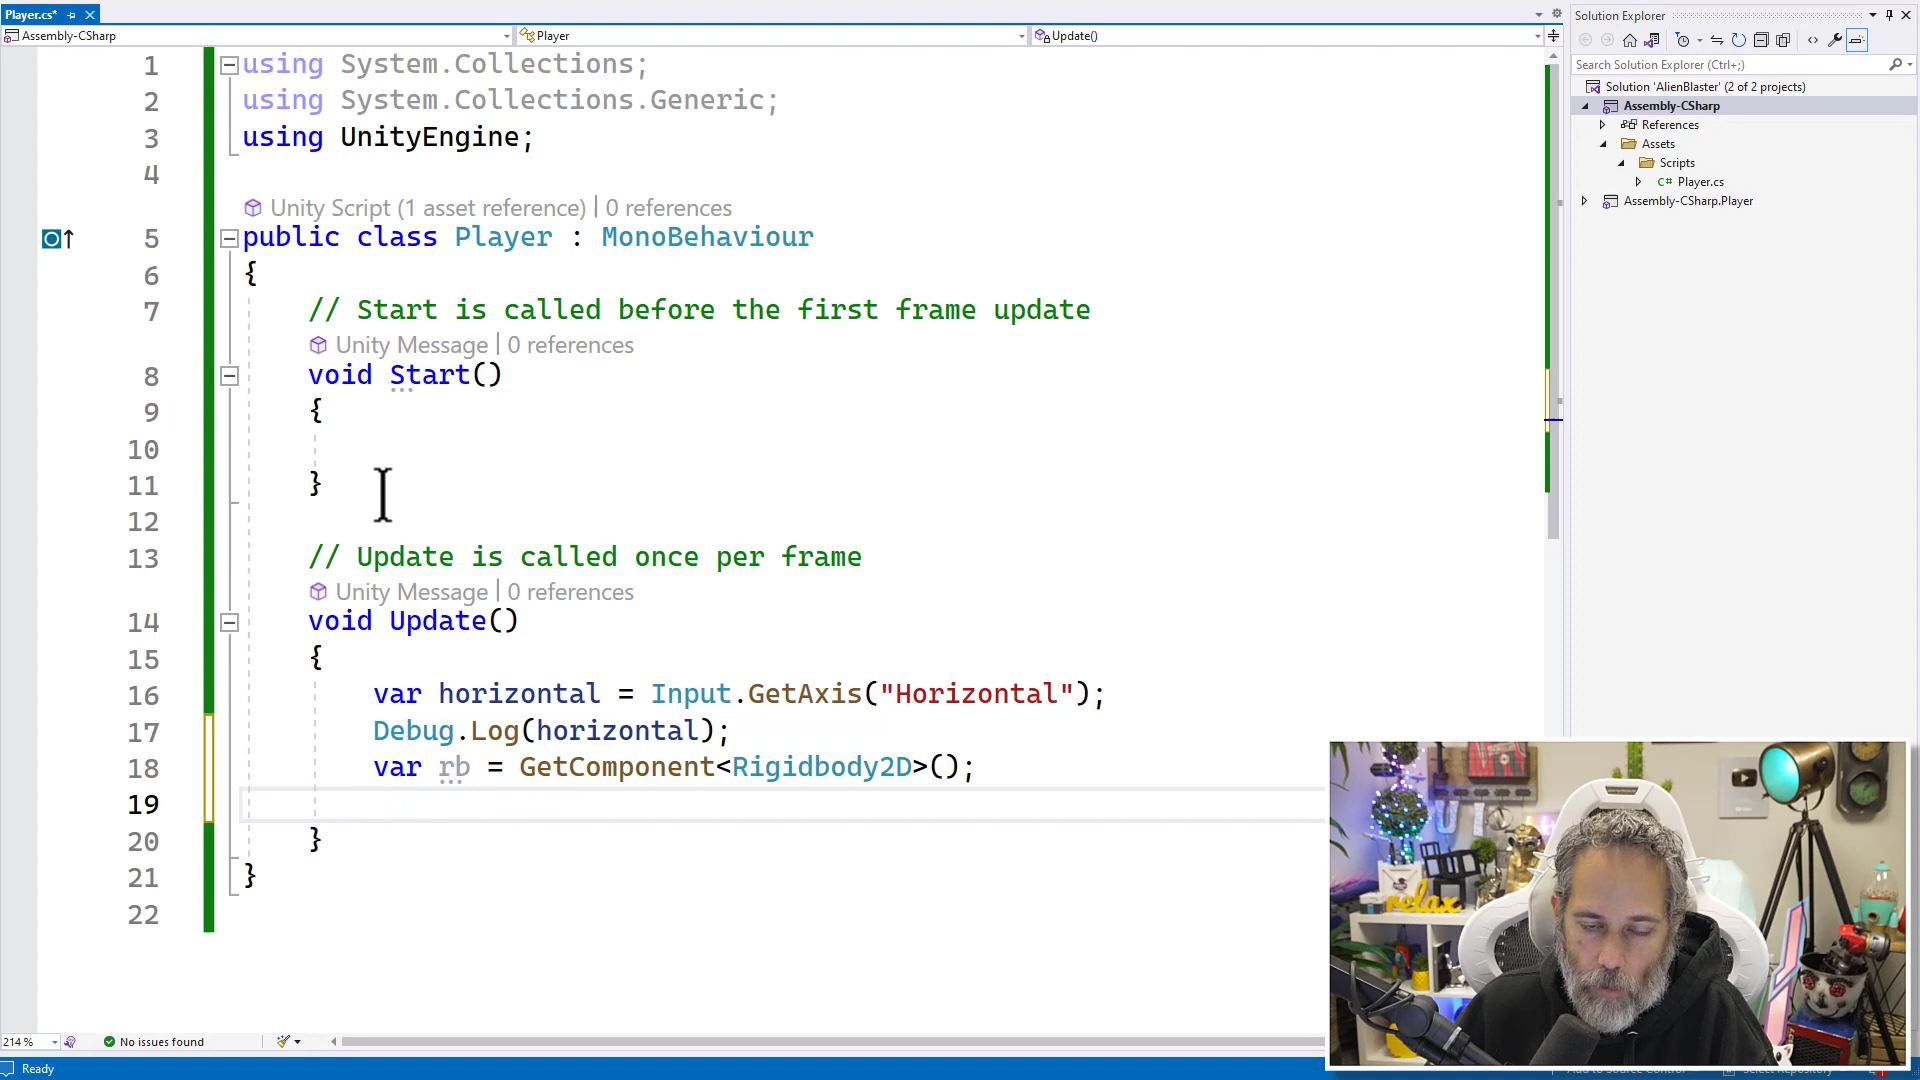 Player.cs*
Assembly-CSharp
Player
Update()
1 using System.Collections;
2 using System.Collections.Generic;
3 using UnityEngine;
4
Unity Script (1 asset reference) | 0 references
5 public class Player : MonoBehaviour
6 {
7 // Start is called before the first frame update
Unity Message | 0 references
8 void Start()
9 {
10
11 }
12
13 // Update is called once per frame
Unity Message | 0 references
14 void Update()
15 {
16 var horizontal = Input.GetAxis("Horizontal");
17 Debug.Log(horizontal);
18 var rb = GetComponent<Rigidbody2D>();
19
20 }
21 }
22
214 %
No issues found
Ready
Solution Explorer
Search Solution Explorer (Ctrl+;)
Solution 'AlienBlaster' (2 of 2 projects)
Assembly-CSharp
References
Assets
Scripts
C# Player.cs
Assembly-CSharp.Player
relax